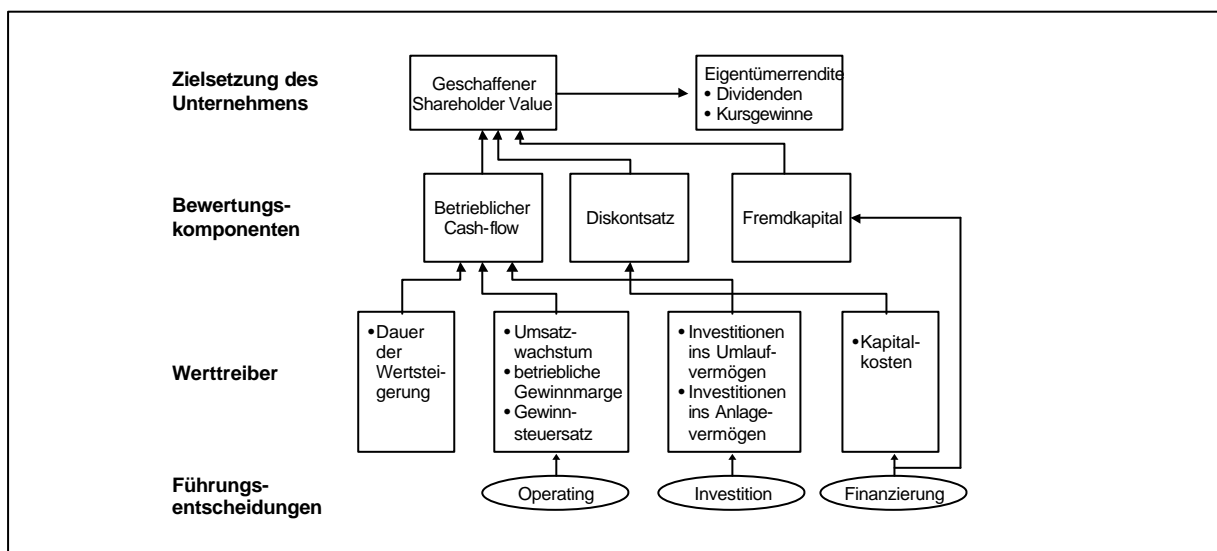 Zielsetzung des
Unternehmens
Geschaffener
Shareholder Value
Eigentümerrendite
• Dividenden
• Kursgewinne
Bewertungs-
komponenten
Betrieblicher
Cash-flow
Diskontsatz
Fremdkapital
Werttreiber
• Dauer
der
Wertstei-
gerung
• Umsatz-
wachstum
• betriebliche
Gewinnmarge
• Gewinn-
steuersatz
• Investitionen
ins Umlauf-
vermögen
• Investitionen
ins Anlage-
vermögen
• Kapital-
kosten
Führungs-
entscheidungen
Operating
Investition
Finanzierung